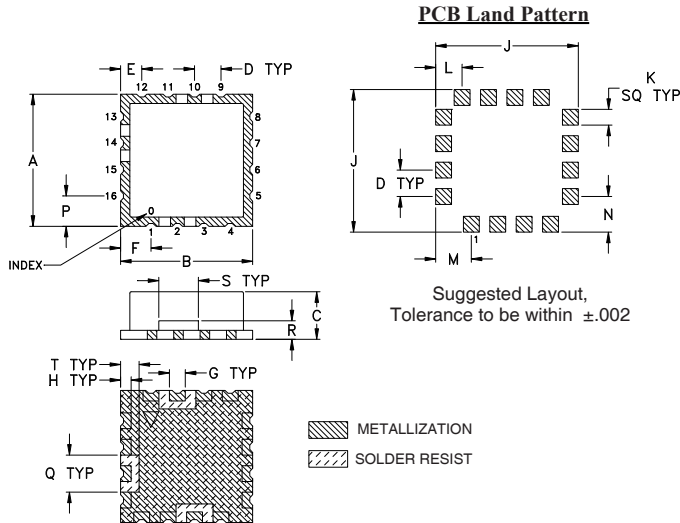 PCB Land Pattern
E
D TYP
12 11 10 9
13
14
15
16
8
7
6
5
A
P
0
1 2 3 4
F
B
INDEX
J
L
K
SQ TYP
J
D TYP
N
1
M
Suggested Layout,
Tolerance to be within ±.002
S TYP
R
C
T TYP
H TYP
G TYP
Q TYP
METALLIZATION
SOLDER RESIST